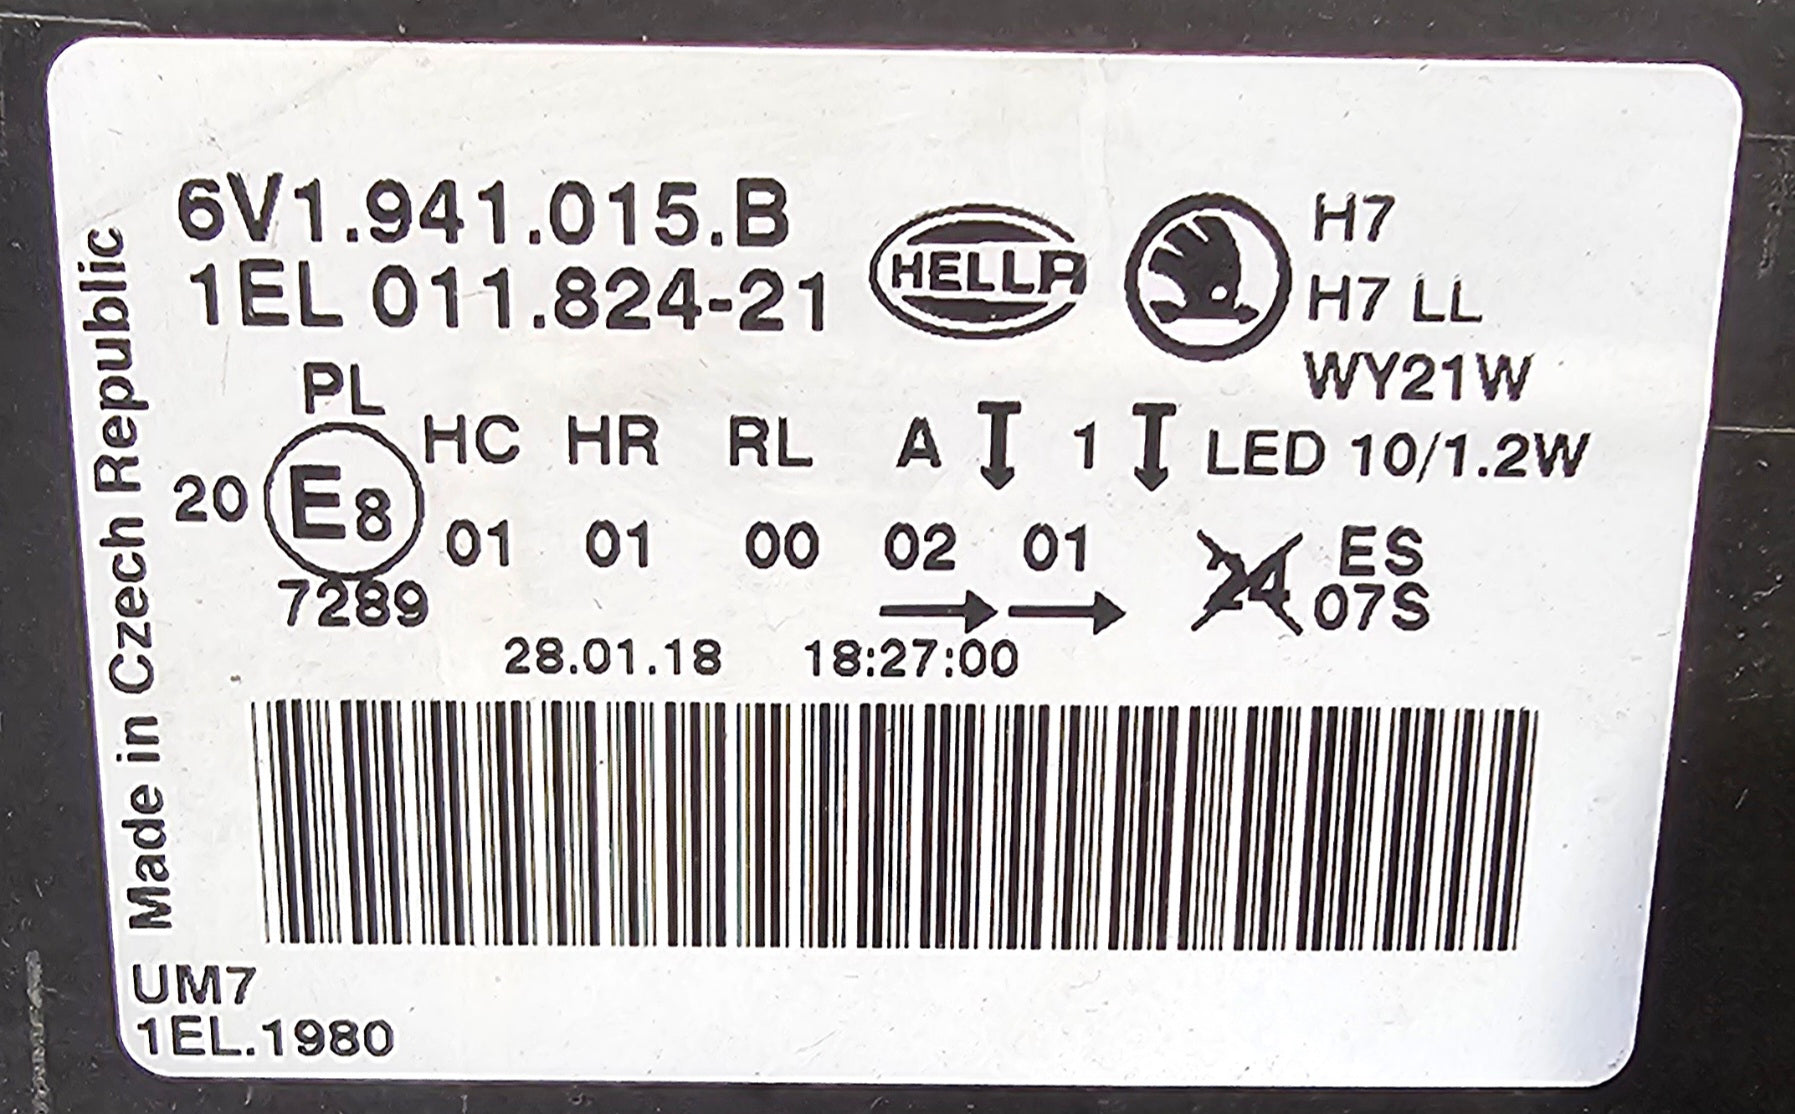 Made in Czech Republic
6V1.941.015.B
1EL 011.824-21
HELLA
H7
H7 LL
WY21W
LED 10/1.2W
PL
HC HR RL A 1
20 E8
01 01 00 02 01
7289
24 ES
07S
28.01.18 18:27:00
UM7
1EL.1980